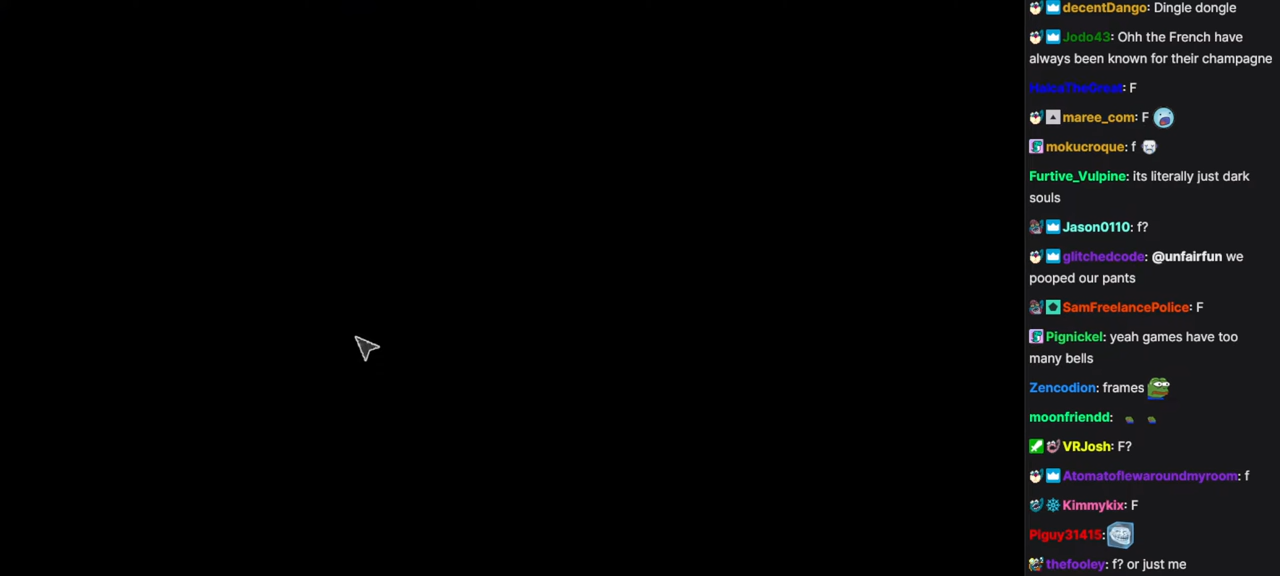 decentDango: Dingle dongle
Jodo43: Ohh the French have
always been known for their champagne
HalcaTheGreat: F
maree_com: F
mokucroque: f
Furtive_Vulpine: its literally just dark
souls
Jason0110: f?
glitchedcode: @unfairfun we
pooped our pants
SamFreelancePolice: F
Pignickel: yeah games have too
many bells
Zencodion: frames
moonfriendd:
VRJosh: F?
Atomatoflewaroundmyroom: f
Kimmykix: F
Piguy31415:
thefooley: f? or just me